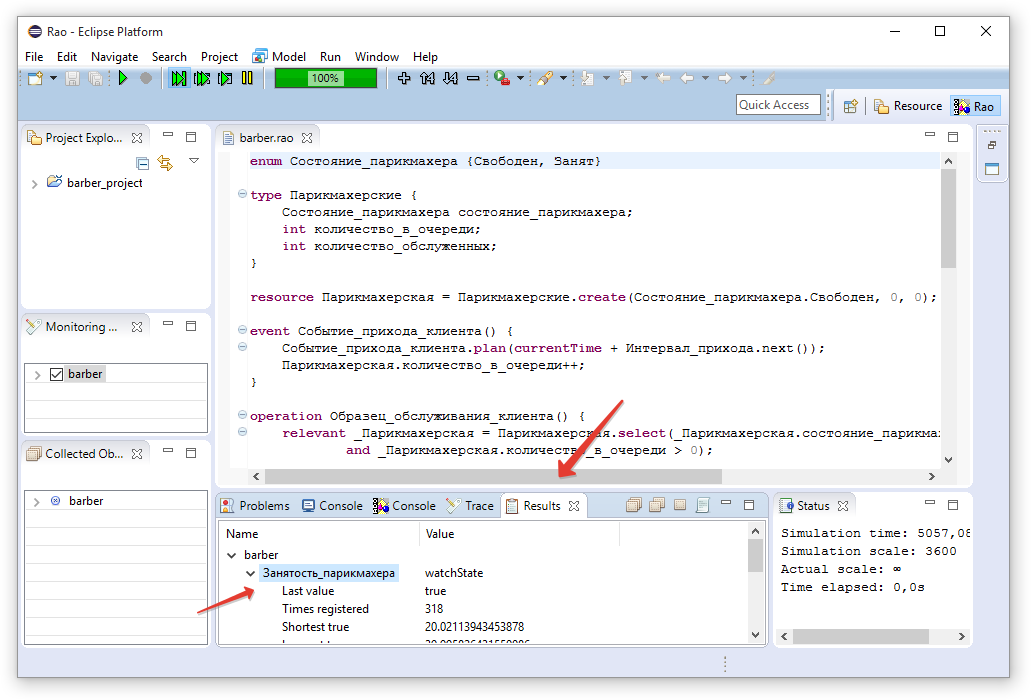 Rao - Eclipse Platform
File Edit Navigate Search Project Model Run Window Help
100%
Quick Access Resource Rao
Project Explo...
barber_project
Monitoring ...
barber
Collected Ob...
barber
barber.rao
enum Состояние_парикмахера {Свободен, Занят}
type Парикмахерские {
Состояние_парикмахера состояние_парикмахера;
int количество_в_очереди;
int количество_обслуженных;
}
resource Парикмахерская = Парикмахерские.create(Состояние_парикмахера.Свободен, 0, 0);
event Событие_прихода_клиента() {
Событие_прихода_клиента.plan(currentTime + Интервал_прихода.next());
Парикмахерская.количество_в_очереди++;
}
operation Образец_обслуживания_клиента() {
relevant _Парикмахерская = Парикмахерская.select(_Парикмахерская.состояние_парикма
and _Парикмахерская.количество_в_очереди > 0);
Problems Console Console Trace Results
Name Value
barber
Занятость_парикмахера watchState
Last value true
Times registered 318
Shortest true 20.02113943453878
Status
Simulation time: 5057,08
Simulation scale: 3600
Actual scale: ∞
Time elapsed: 0,0s